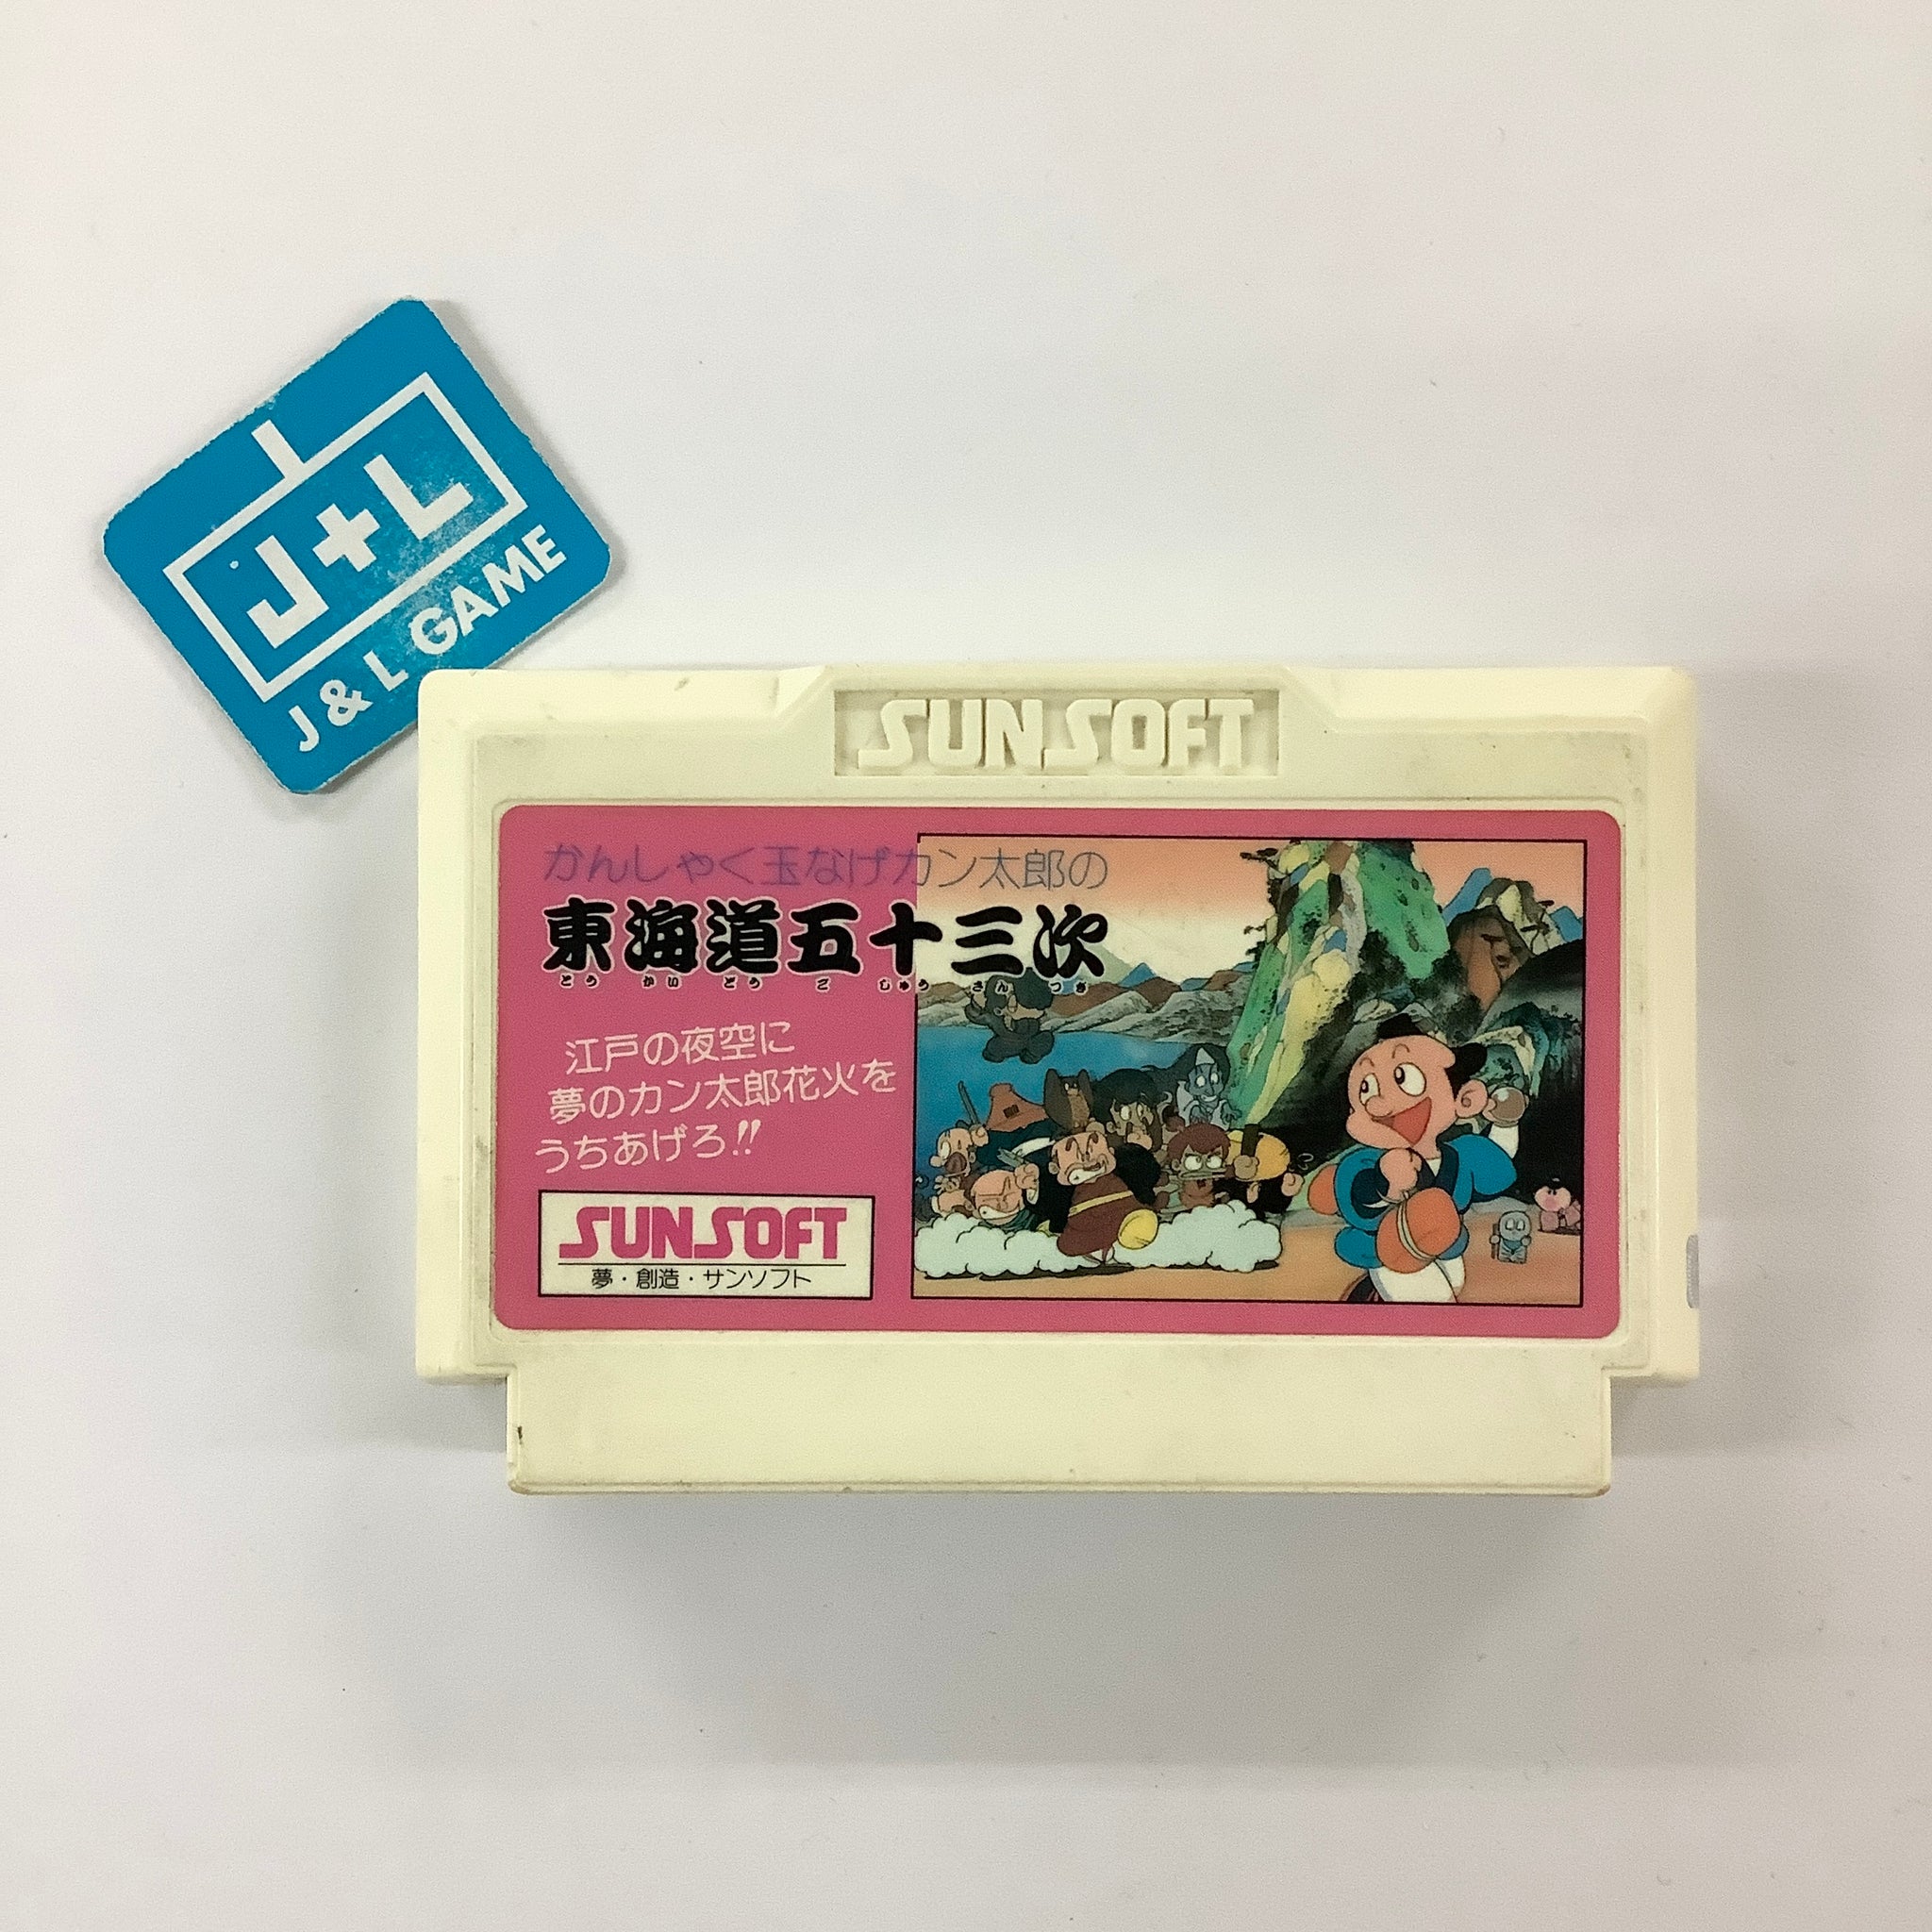 J+L
J & L GAME
SUNSOFT
かんしゃく玉なげカン太郎の
東海道五十三次
とうかいどうごじゅうさんつぎ
江戸の夜空に
夢のカン太郎花火を
うちあげろ!!
SUNSOFT
夢・創造・サンソフト